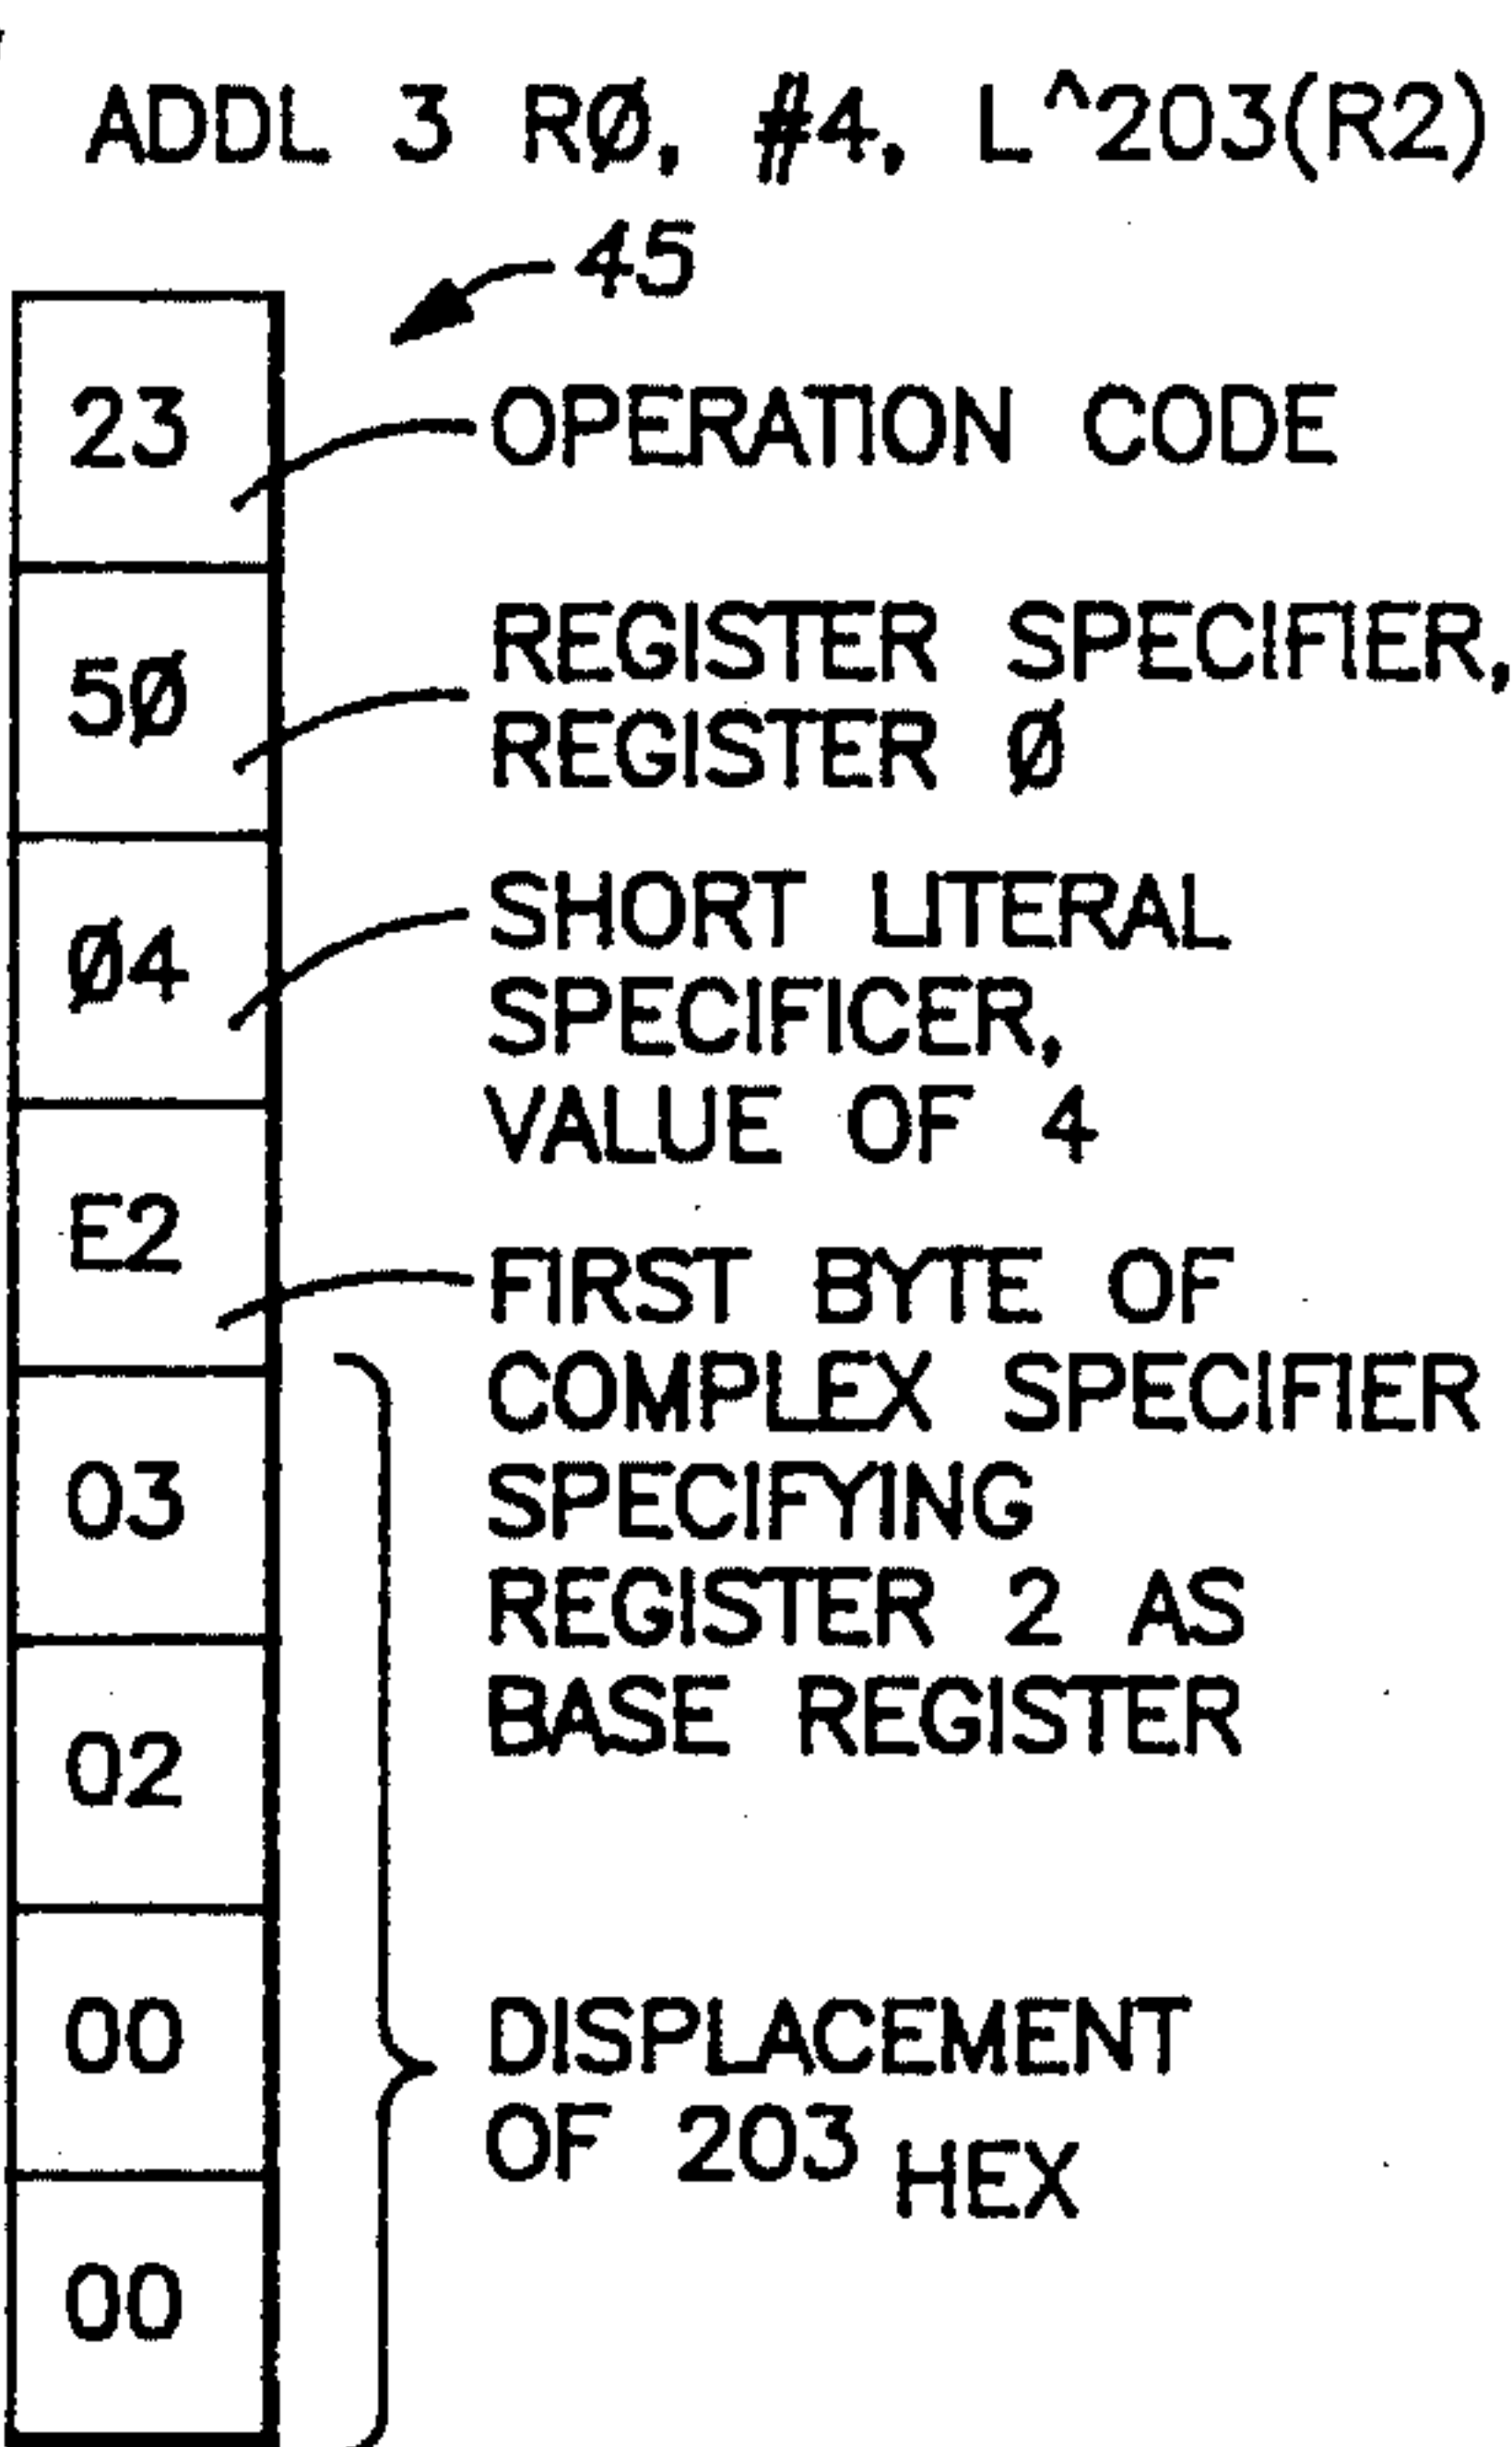 ADDL 3 RØ, #4, L^203(R2)
45
23
OPERATION CODE
5Ø
REGISTER SPECIFIER,
REGISTER Ø
Ø4
SHORT LITERAL
SPECIFICER,
VALUE OF 4
E2
FIRST BYTE OF
COMPLEX SPECIFIER
SPECIFYING
REGISTER 2 AS
BASE REGISTER
03
02
00
00
DISPLACEMENT
OF 203 HEX